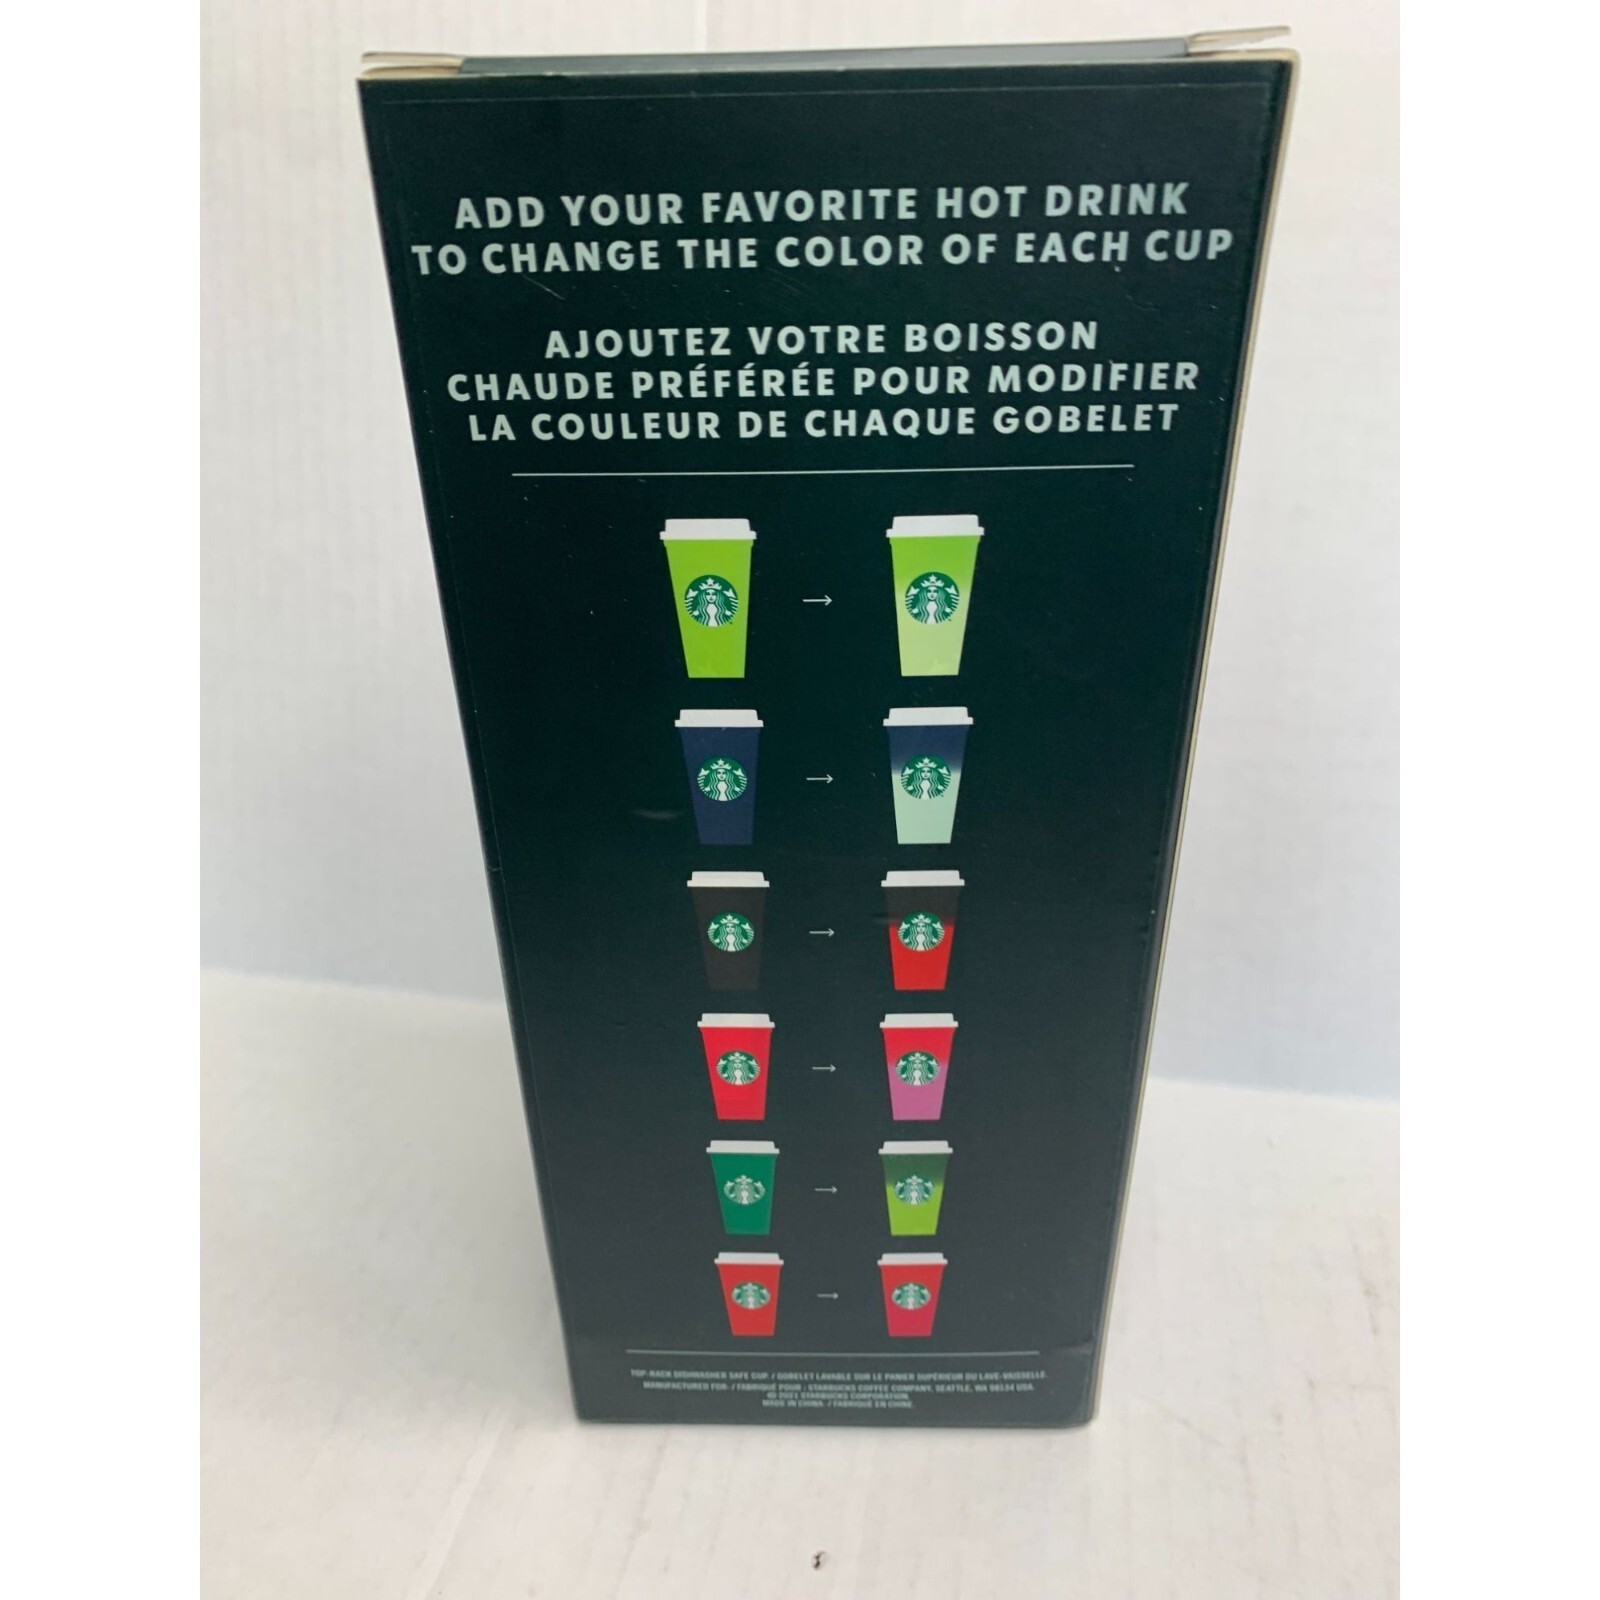 ADD YOUR FAVORITE HOT DRINK
TO CHANGE THE COLOR OF EACH CUP
AJOUTEZ VOTRE BOISSON
CHAUDE PRÉFÉRÉE POUR MODIFIER
LA COULEUR DE CHAQUE GOBELET
TOP-RACK DISHWASHER SAFE CUP. / GOBELET LAVABLE SUR LE PANIER SUPÉRIEUR DU LAVE-VAISSELLE.
MANUFACTURED FOR: / FABRIQUÉ POUR : STARBUCKS COFFEE COMPANY, SEATTLE, WA 98134 USA.
© 2021 STARBUCKS CORPORATION.
MADE IN CHINA. / FABRIQUÉ EN CHINE.